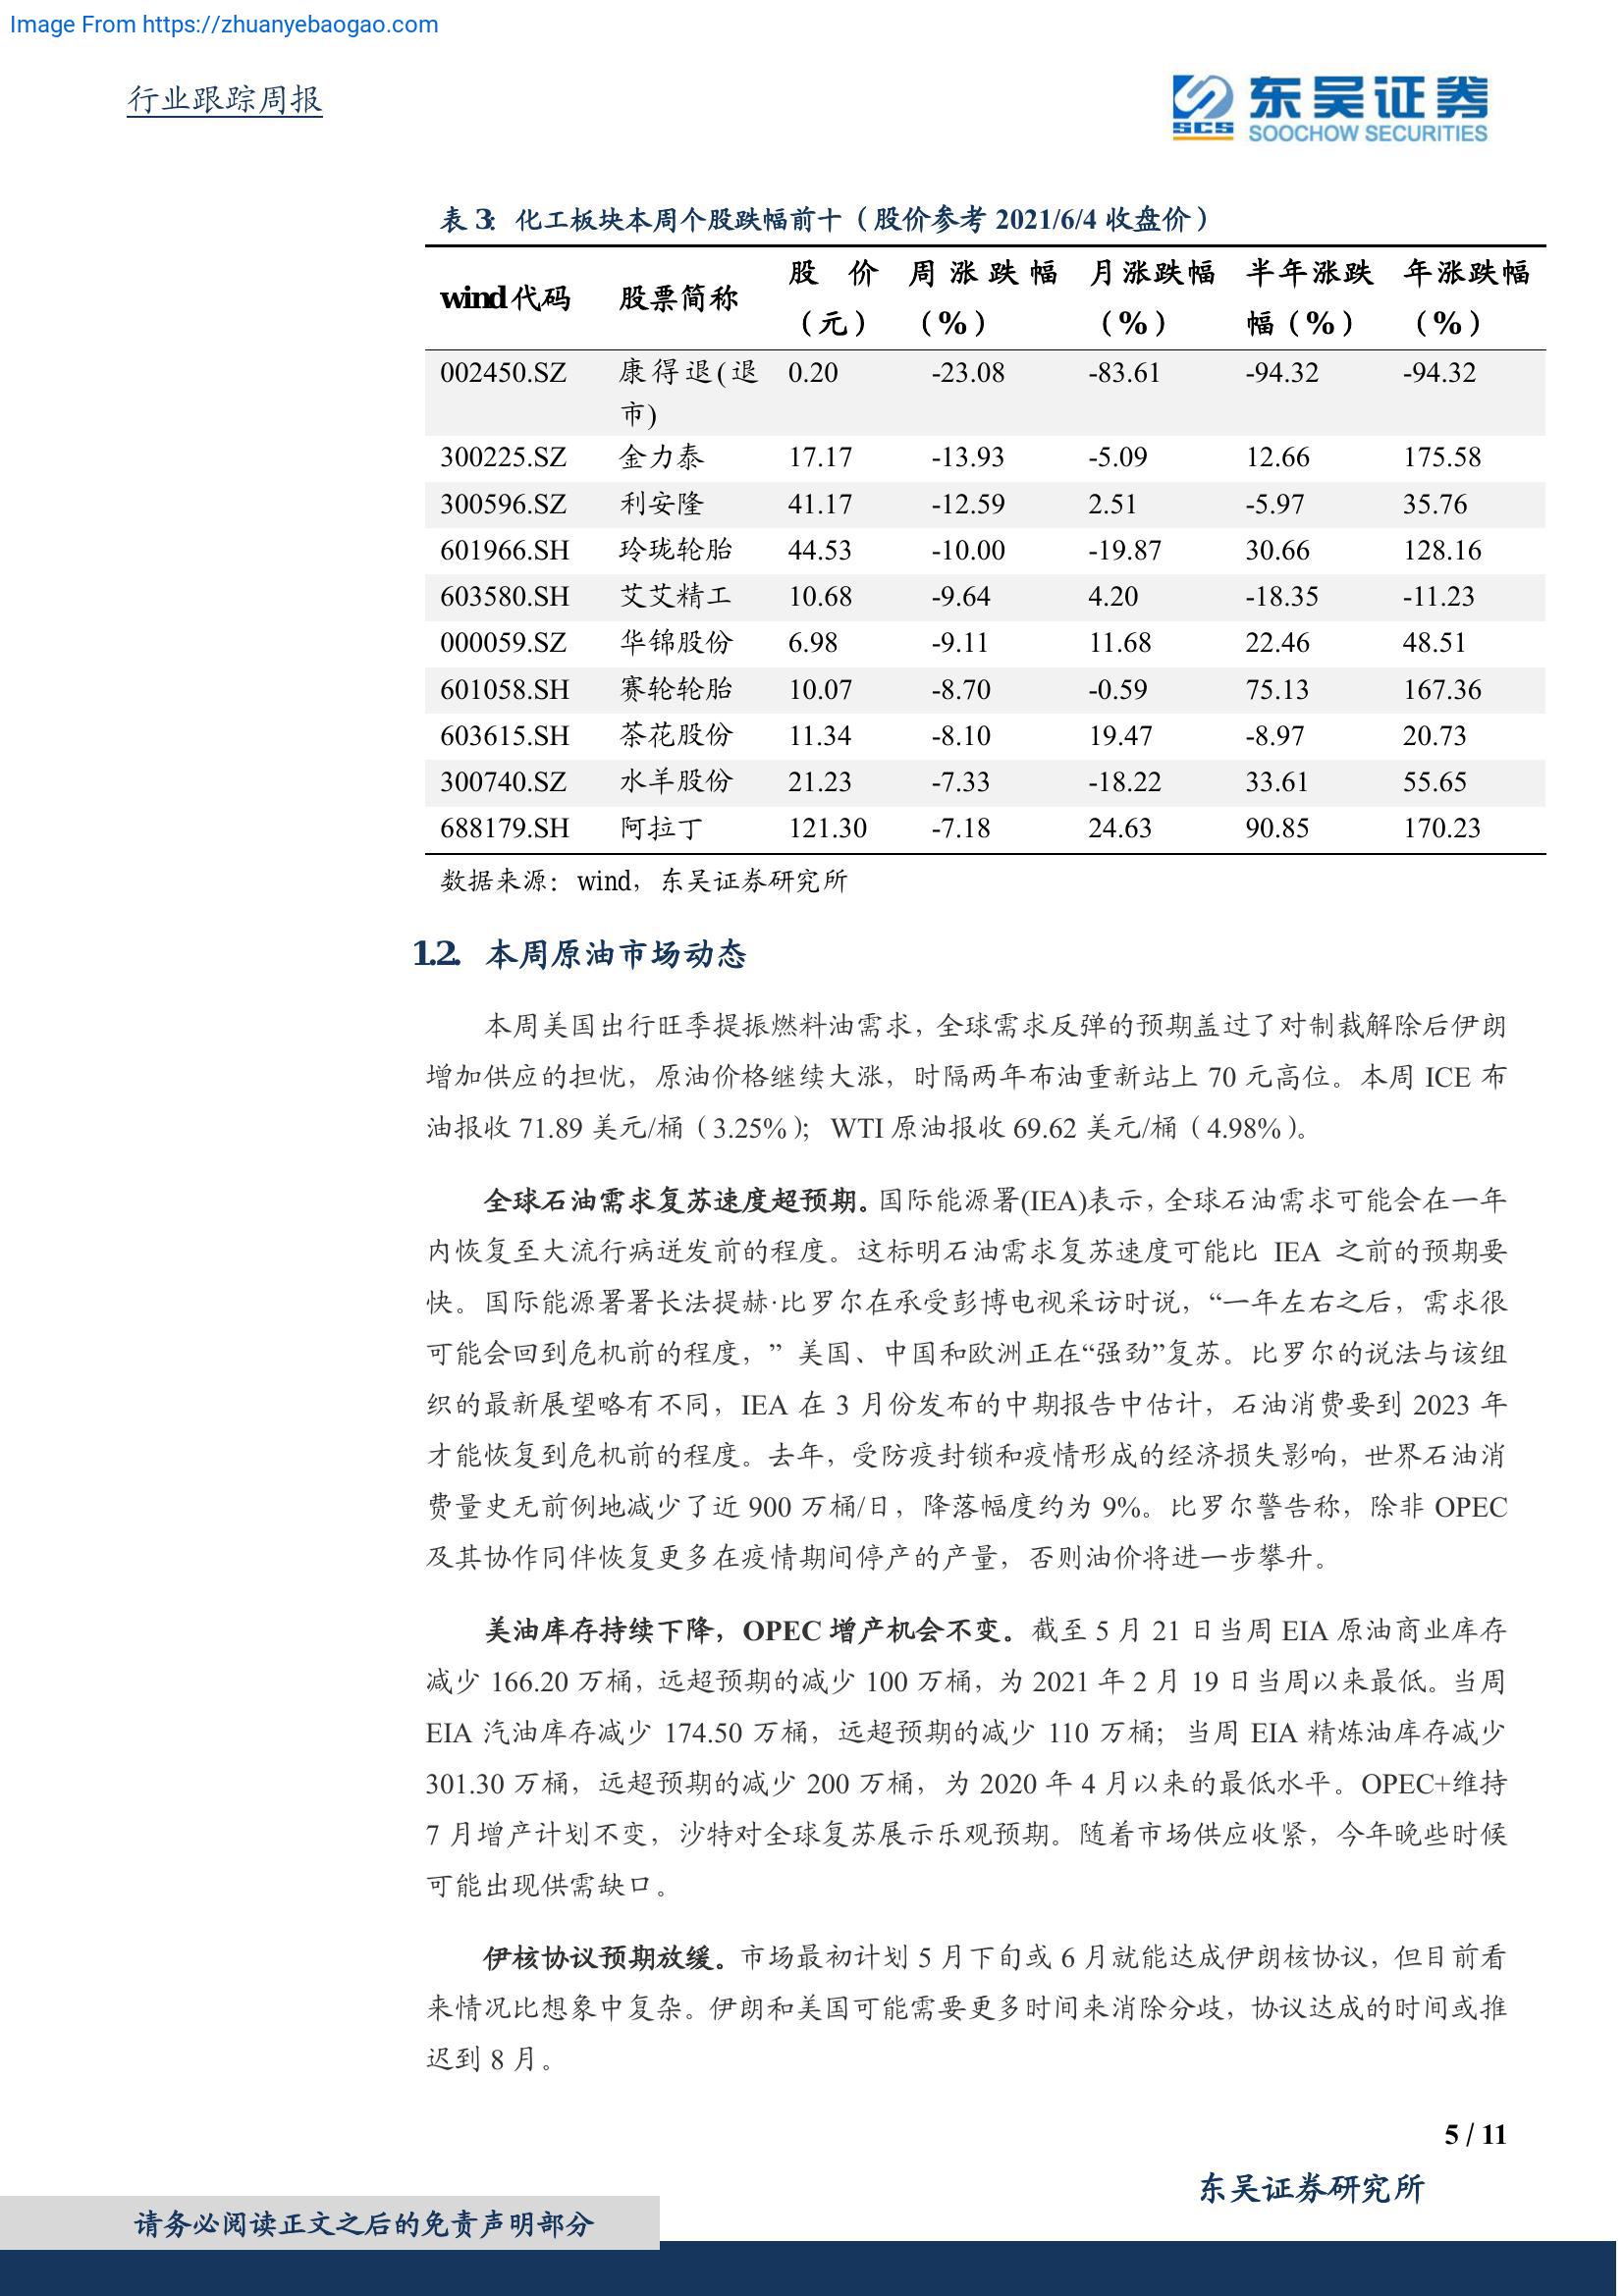 Image From https://zhuanyebaogao.com
行业跟踪周报
SCS 东吴证券
SOOCHOW SECURITIES
表 3: 化工板块本周个股跌幅前十（股价参考 2021/6/4 收盘价）
wind 代码 股票简称 股价（元） 周涨跌幅（%） 月涨跌幅（%） 半年涨跌幅（%） 年涨跌幅（%）
002450.SZ 康得退(退市) 0.20 -23.08 -83.61 -94.32 -94.32
300225.SZ 金力泰 17.17 -13.93 -5.09 12.66 175.58
300596.SZ 利安隆 41.17 -12.59 2.51 -5.97 35.76
601966.SH 玲珑轮胎 44.53 -10.00 -19.87 30.66 128.16
603580.SH 艾艾精工 10.68 -9.64 4.20 -18.35 -11.23
000059.SZ 华锦股份 6.98 -9.11 11.68 22.46 48.51
601058.SH 赛轮轮胎 10.07 -8.70 -0.59 75.13 167.36
603615.SH 茶花股份 11.34 -8.10 19.47 -8.97 20.73
300740.SZ 水羊股份 21.23 -7.33 -18.22 33.61 55.65
688179.SH 阿拉丁 121.30 -7.18 24.63 90.85 170.23
数据来源：wind，东吴证券研究所
1.2. 本周原油市场动态
本周美国出行旺季提振燃料油需求，全球需求反弹的预期盖过了对制裁解除后伊朗
增加供应的担忧，原油价格继续大涨，时隔两年布油重新站上 70 元高位。本周 ICE 布
油报收 71.89 美元/桶（3.25%）；WTI 原油报收 69.62 美元/桶（4.98%）。
全球石油需求复苏速度超预期。国际能源署(IEA)表示，全球石油需求可能会在一年
内恢复至大流行病迸发前的程度。这标明石油需求复苏速度可能比 IEA 之前的预期要
快。国际能源署署长法提赫·比罗尔在承受彭博电视采访时说，“一年左右之后，需求很
可能会回到危机前的程度，” 美国、中国和欧洲正在“强劲”复苏。比罗尔的说法与该组
织的最新展望略有不同，IEA 在 3 月份发布的中期报告中估计，石油消费要到 2023 年
才能恢复到危机前的程度。去年，受防疫封锁和疫情形成的经济损失影响，世界石油消
费量史无前例地减少了近 900 万桶/日，降落幅度约为 9%。比罗尔警告称，除非 OPEC
及其协作同伴恢复更多在疫情期间停产的产量，否则油价将进一步攀升。
美油库存持续下降，OPEC 增产机会不变。截至 5 月 21 日当周 EIA 原油商业库存
减少 166.20 万桶，远超预期的减少 100 万桶，为 2021 年 2 月 19 日当周以来最低。当周
EIA 汽油库存减少 174.50 万桶，远超预期的减少 110 万桶；当周 EIA 精炼油库存减少
301.30 万桶，远超预期的减少 200 万桶，为 2020 年 4 月以来的最低水平。OPEC+维持
7 月增产计划不变，沙特对全球复苏展示乐观预期。随着市场供应收紧，今年晚些时候
可能出现供需缺口。
伊核协议预期放缓。市场最初计划 5 月下旬或 6 月就能达成伊朗核协议，但目前看
来情况比想象中复杂。伊朗和美国可能需要更多时间来消除分歧，协议达成的时间或推
迟到 8 月。
5 / 11
东吴证券研究所
请务必阅读正文之后的免责声明部分